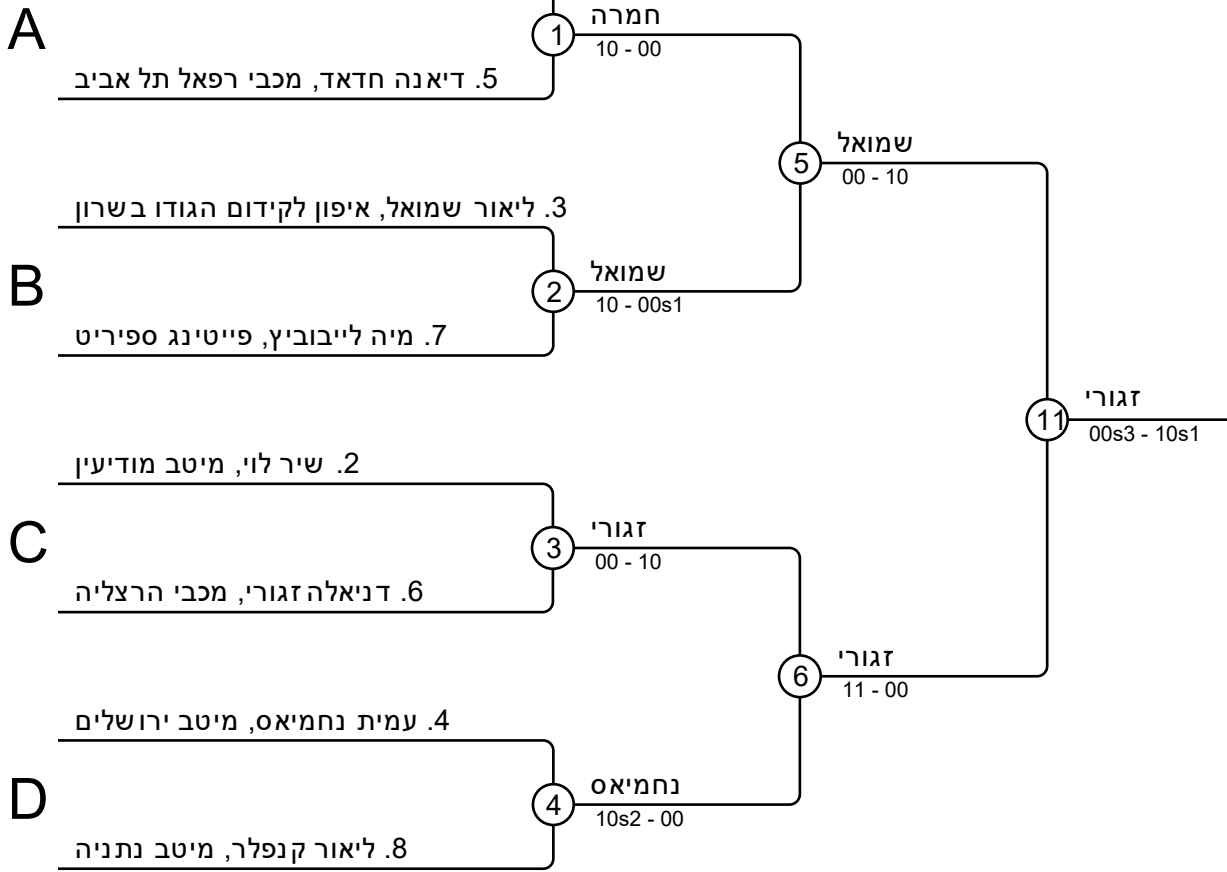 A
1
חמרה
10 - 00
5. דיאנה חדאד, מכבי רפאל תל אביב
5
שמואל
00 - 10
3. ליאור שמואל, איפון לקידום הגודו בשרון
B
2
שמואל
10 - 00s1
7. מיה לייבוביץ, פייטינג ספיריט
11
זגורי
00s3 - 10s1
2. שיר לוי, מיטב מודיעין
C
3
זגורי
00 - 10
6. דניאלה זגורי, מכבי הרצליה
6
זגורי
11 - 00
4. עמית נחמיאס, מיטב ירושלים
D
4
נחמיאס
10s2 - 00
8. ליאור קנפלר, מיטב נתניה